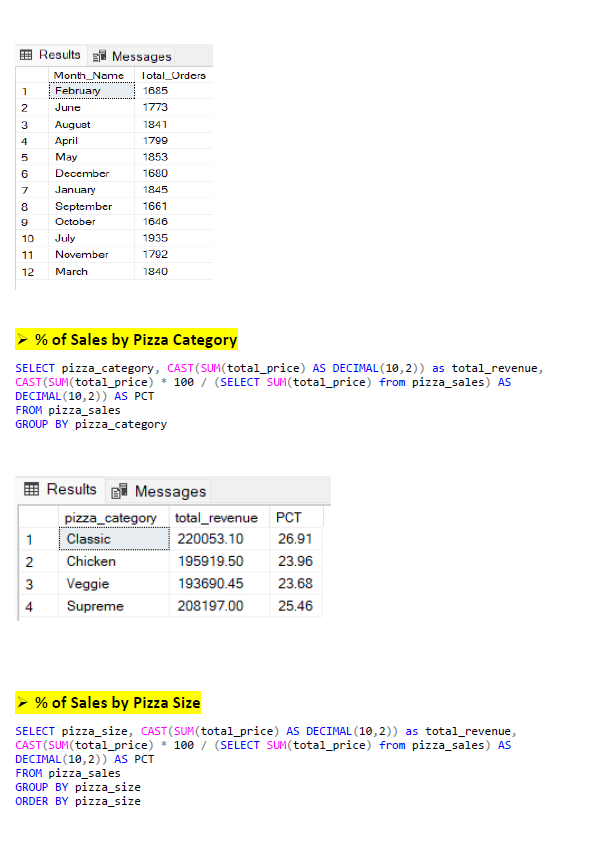 Results Messages
Month_Name Total_Orders
1 February 1685
2 June 1773
3 August 1841
4 April 1799
5 May 1853
6 December 1680
7 January 1845
8 September 1661
9 October 1646
10 July 1935
11 November 1792
12 March 1840
➢ % of Sales by Pizza Category
SELECT pizza_category, CAST(SUM(total_price) AS DECIMAL(10,2)) as total_revenue,
CAST(SUM(total_price) * 100 / (SELECT SUM(total_price) from pizza_sales) AS
DECIMAL(10,2)) AS PCT
FROM pizza_sales
GROUP BY pizza_category
Results Messages
pizza_category total_revenue PCT
1 Classic 220053.10 26.91
2 Chicken 195919.50 23.96
3 Veggie 193690.45 23.68
4 Supreme 208197.00 25.46
➢ % of Sales by Pizza Size
SELECT pizza_size, CAST(SUM(total_price) AS DECIMAL(10,2)) as total_revenue,
CAST(SUM(total_price) * 100 / (SELECT SUM(total_price) from pizza_sales) AS
DECIMAL(10,2)) AS PCT
FROM pizza_sales
GROUP BY pizza_size
ORDER BY pizza_size